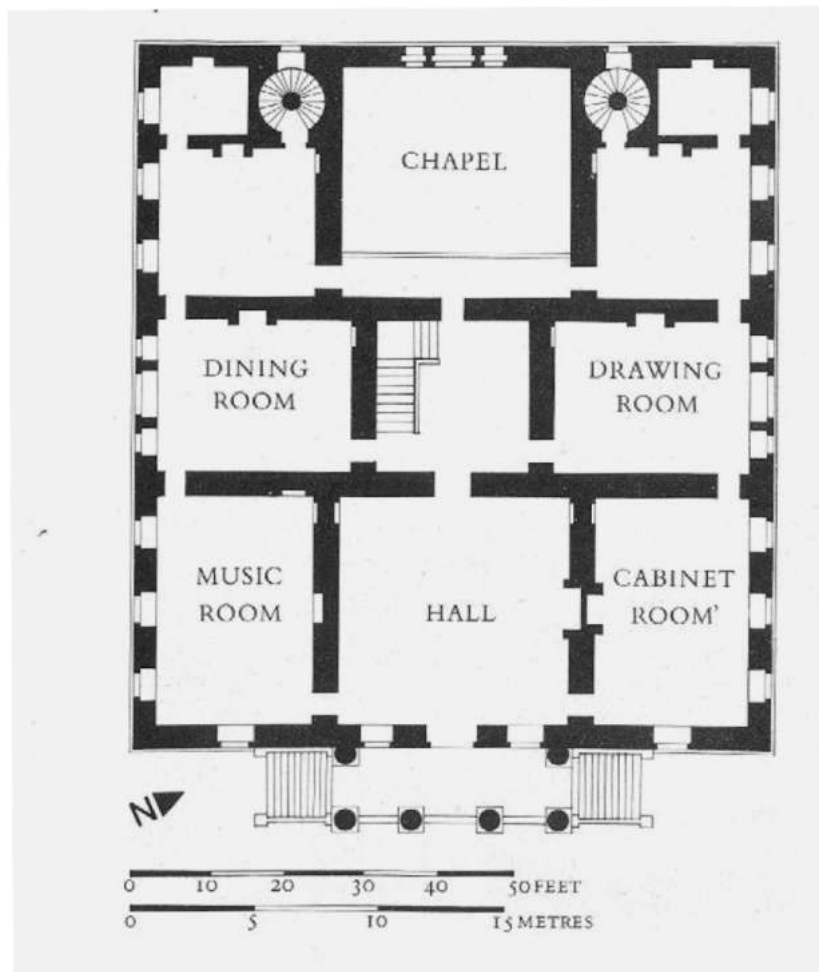 CHAPEL
DINING
ROOM
DRAWING
ROOM
MUSIC
ROOM
HALL
CABINET
ROOM'
N
0 10 20 30 40 50 FEET
0 5 10 15 METRES